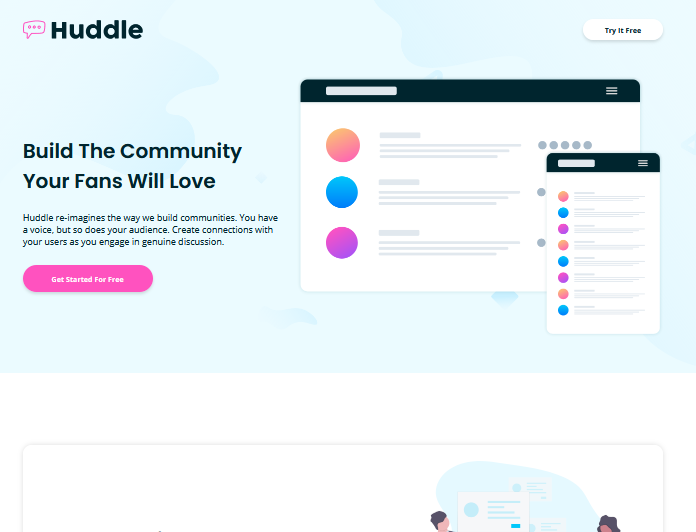 Huddle
Try It Free
Build The Community
Your Fans Will Love
Huddle re-imagines the way we build communities. You have
a voice, but so does your audience. Create connections with
your users as you engage in genuine discussion.
Get Started For Free